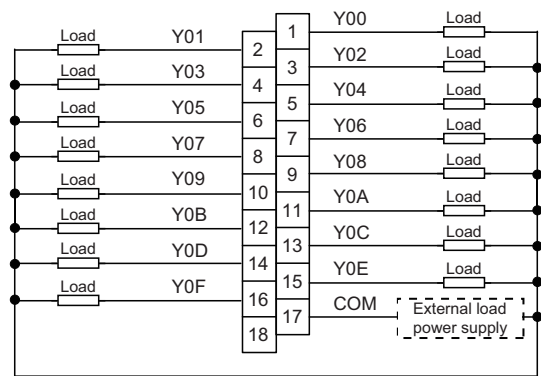 1 Y00 Load
Load Y01 2
3 Y02 Load
Load Y03 4
5 Y04 Load
Load Y05 6
7 Y06 Load
Load Y07 8
9 Y08 Load
Load Y09 10
11 Y0A Load
Load Y0B 12
13 Y0C Load
Load Y0D 14
15 Y0E Load
Load Y0F 16
17 COM External load
power supply
18